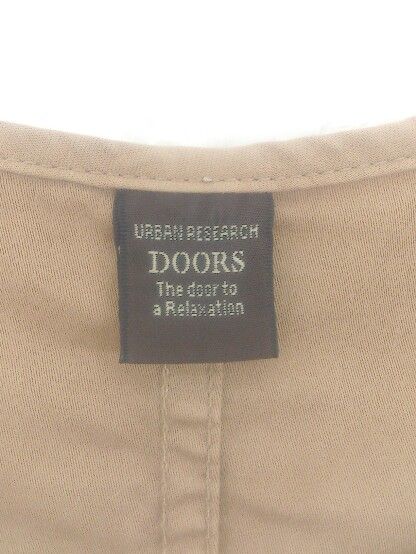 URBAN RESEARCH
DOORS
The door to
a Relaxation